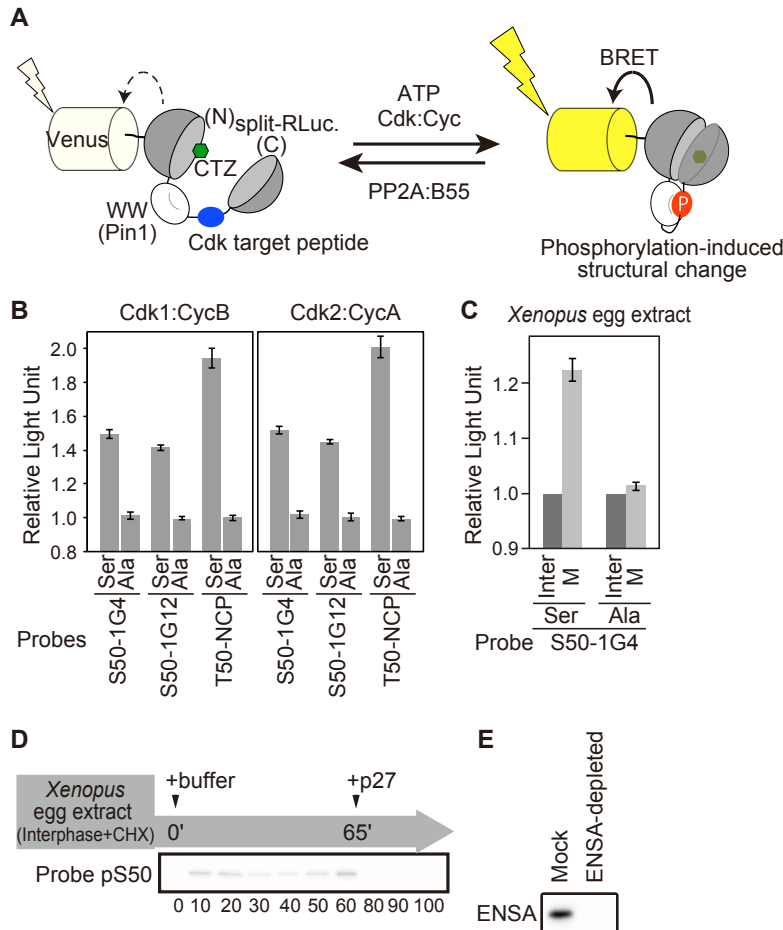 A
BRET
ATP
Cdk:Cyc
PP2A:B55
Venus
(N)
split-RLuc.
(C)
CTZ
WW
(Pin1)
Cdk target peptide
P
Phosphorylation-induced
structural change
B
Cdk1:CycB
Cdk2:CycA
Relative Light Unit
2.0
1.8
1.6
1.4
1.2
1.0
0.8
Ser Ala Ser Ala Ser Ala Ser Ala Ser Ala Ser Ala
Probes
S50-1G4 S50-1G12 T50-NCP S50-1G4 S50-1G12 T50-NCP
C
Xenopus egg extract
Relative Light Unit
1.2
1.1
1.0
0.9
Inter M Inter M
Ser Ala
Probe S50-1G4
D
+buffer +p27
Xenopus
egg extract
(Interphase+CHX)
0' 65'
Probe pS50
0 10 20 30 40 50 60 80 90 100
E
Mock ENSA-depleted
ENSA